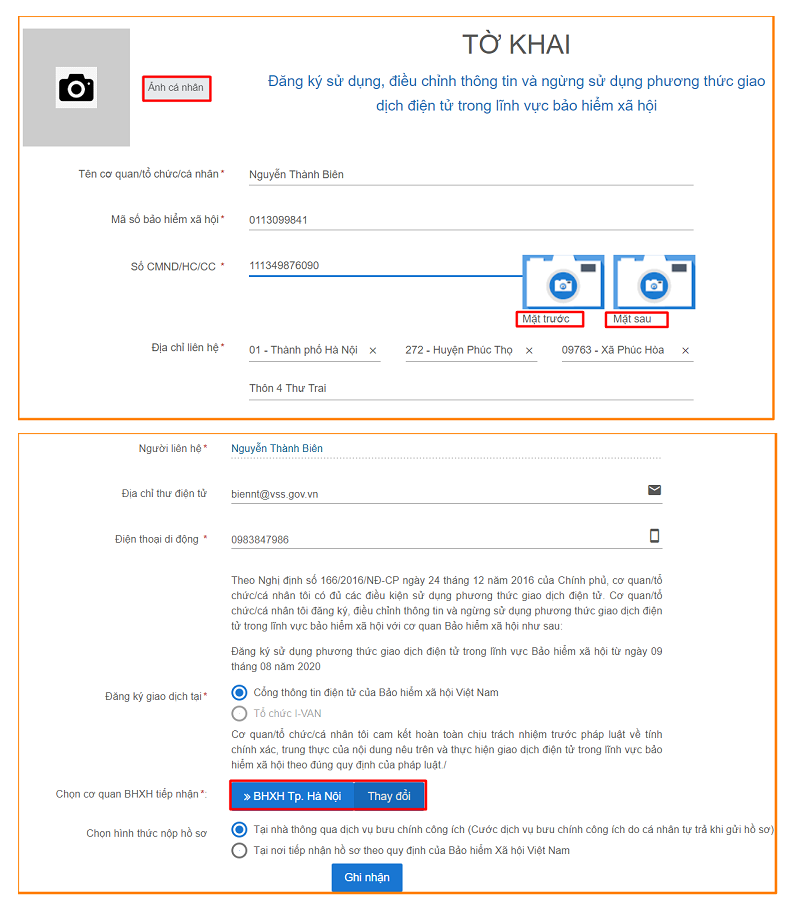 TỜ KHAI
Ảnh cá nhân
Đăng ký sử dụng, điều chỉnh thông tin và ngừng sử dụng phương thức giao
dịch điện tử trong lĩnh vực bảo hiểm xã hội
Tên cơ quan/tổ chức/cá nhân * Nguyễn Thành Biên
Mã số bảo hiểm xã hội * 0113099841
Số CMND/HC/CC * 111349876090
Mặt trước Mặt sau
Địa chỉ liên hệ * 01 - Thành phố Hà Nội × 272 - Huyện Phúc Thọ × 09763 - Xã Phúc Hòa ×
Thôn 4 Thư Trai
Người liên hệ * Nguyễn Thành Biên
Địa chỉ thư điện tử biennt@vss.gov.vn
Điện thoại di động * 0983847986
Theo Nghị định số 166/2016/NĐ-CP ngày 24 tháng 12 năm 2016 của Chính phủ, cơ quan/tổ
chức/cá nhân tôi có đủ các điều kiện sử dụng phương thức giao dịch điện tử. Cơ quan/tổ
chức/cá nhân tôi đăng ký, điều chỉnh thông tin và ngừng sử dụng phương thức giao dịch điện
tử trong lĩnh vực bảo hiểm xã hội với cơ quan Bảo hiểm xã hội như sau:
Đăng ký sử dụng phương thức giao dịch điện tử trong lĩnh vực Bảo hiểm xã hội từ ngày 09
tháng 08 năm 2020
Đăng ký giao dịch tại * Cổng thông tin điện tử của Bảo hiểm xã hội Việt Nam
Tổ chức I-VAN
Cơ quan/tổ chức/cá nhân tôi cam kết hoàn toàn chịu trách nhiệm trước pháp luật về tính
chính xác, trung thực của nội dung nêu trên và thực hiện giao dịch điện tử trong lĩnh vực bảo
hiểm xã hội theo đúng quy định của pháp luật./
Chọn cơ quan BHXH tiếp nhận *: » BHXH Tp. Hà Nội Thay đổi
Chọn hình thức nộp hồ sơ Tại nhà thông qua dịch vụ bưu chính công ích (Cước dịch vụ bưu chính công ích do cá nhân tự trả khi gửi hồ sơ)
Tại nơi tiếp nhận hồ sơ theo quy định của Bảo hiểm Xã hội Việt Nam
Ghi nhận